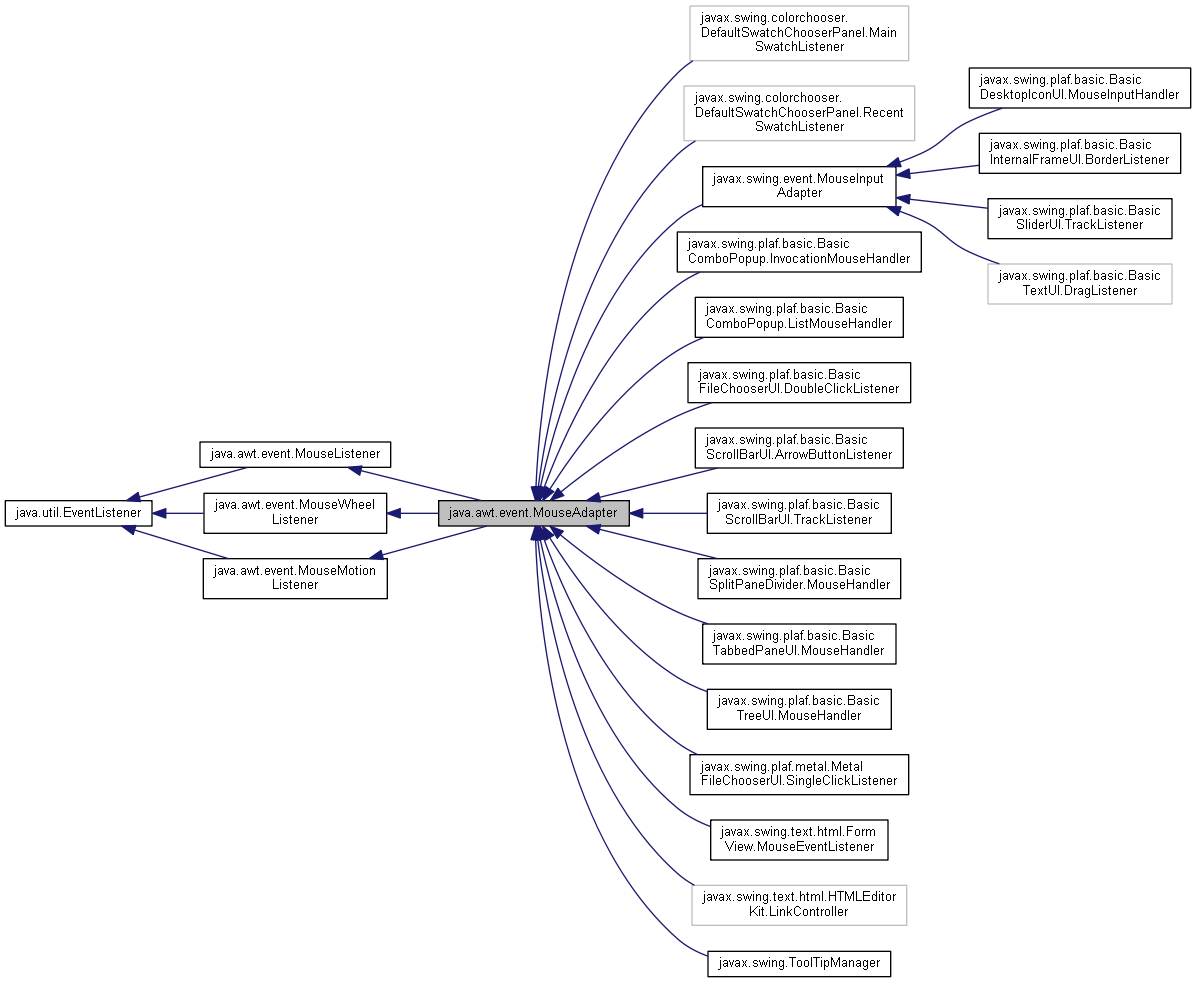 javax.swing.colorchooser.
DefaultSwatchChooserPanel.Main
SwatchListener
javax.swing.colorchooser.
DefaultSwatchChooserPanel.Recent
SwatchListener
javax.swing.event.MouseInput
Adapter
javax.swing.plaf.basic.Basic
DesktopIconUI.MouseInputHandler
javax.swing.plaf.basic.Basic
InternalFrameUI.BorderListener
javax.swing.plaf.basic.Basic
SliderUI.TrackListener
javax.swing.plaf.basic.Basic
TextUI.DragListener
javax.swing.plaf.basic.Basic
ComboPopup.InvocationMouseHandler
javax.swing.plaf.basic.Basic
ComboPopup.ListMouseHandler
javax.swing.plaf.basic.Basic
FileChooserUI.DoubleClickListener
javax.swing.plaf.basic.Basic
ScrollBarUI.ArrowButtonListener
java.awt.event.MouseListener
java.util.EventListener
java.awt.event.MouseWheel
Listener
java.awt.event.MouseAdapter
javax.swing.plaf.basic.Basic
ScrollBarUI.TrackListener
java.awt.event.MouseMotion
Listener
javax.swing.plaf.basic.Basic
SplitPaneDivider.MouseHandler
javax.swing.plaf.basic.Basic
TabbedPaneUI.MouseHandler
javax.swing.plaf.basic.Basic
TreeUI.MouseHandler
javax.swing.plaf.metal.Metal
FileChooserUI.SingleClickListener
javax.swing.text.html.Form
View.MouseEventListener
javax.swing.text.html.HTMLEditor
Kit.LinkController
javax.swing.ToolTipManager